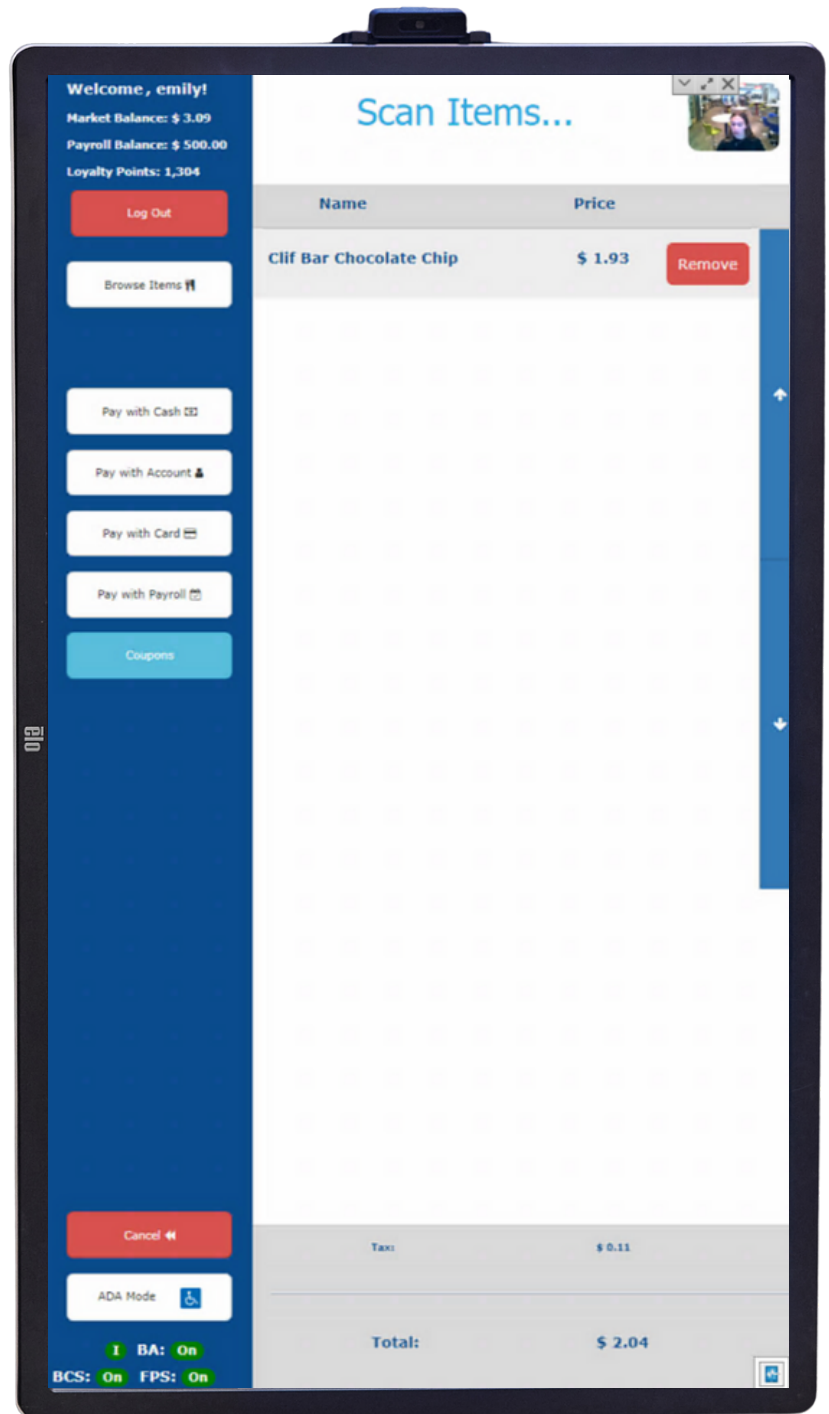 Welcome, emily!
Market Balance: $ 3.09
Payroll Balance: $ 500.00
Loyalty Points: 1,304
Log Out
Browse Items
Pay with Cash
Pay with Account
Pay with Card
Pay with Payroll
Coupons
Cancel
ADA Mode
I BA: On
BCS: On FPS: On
Scan Items...
Name Price
Clif Bar Chocolate Chip $ 1.93 Remove
Tax: $ 0.11
Total: $ 2.04
elo